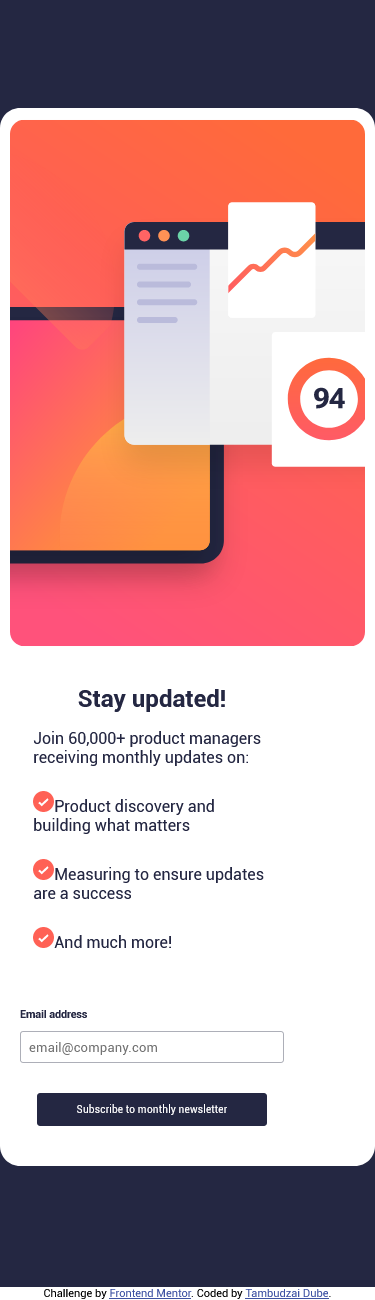 94
Stay updated!
Join 60,000+ product managers
receiving monthly updates on:
Product discovery and
building what matters
Measuring to ensure updates
are a success
And much more!
Email address
email@company.com
Subscribe to monthly newsletter
Challenge by Frontend Mentor. Coded by Tambudzai Dube.